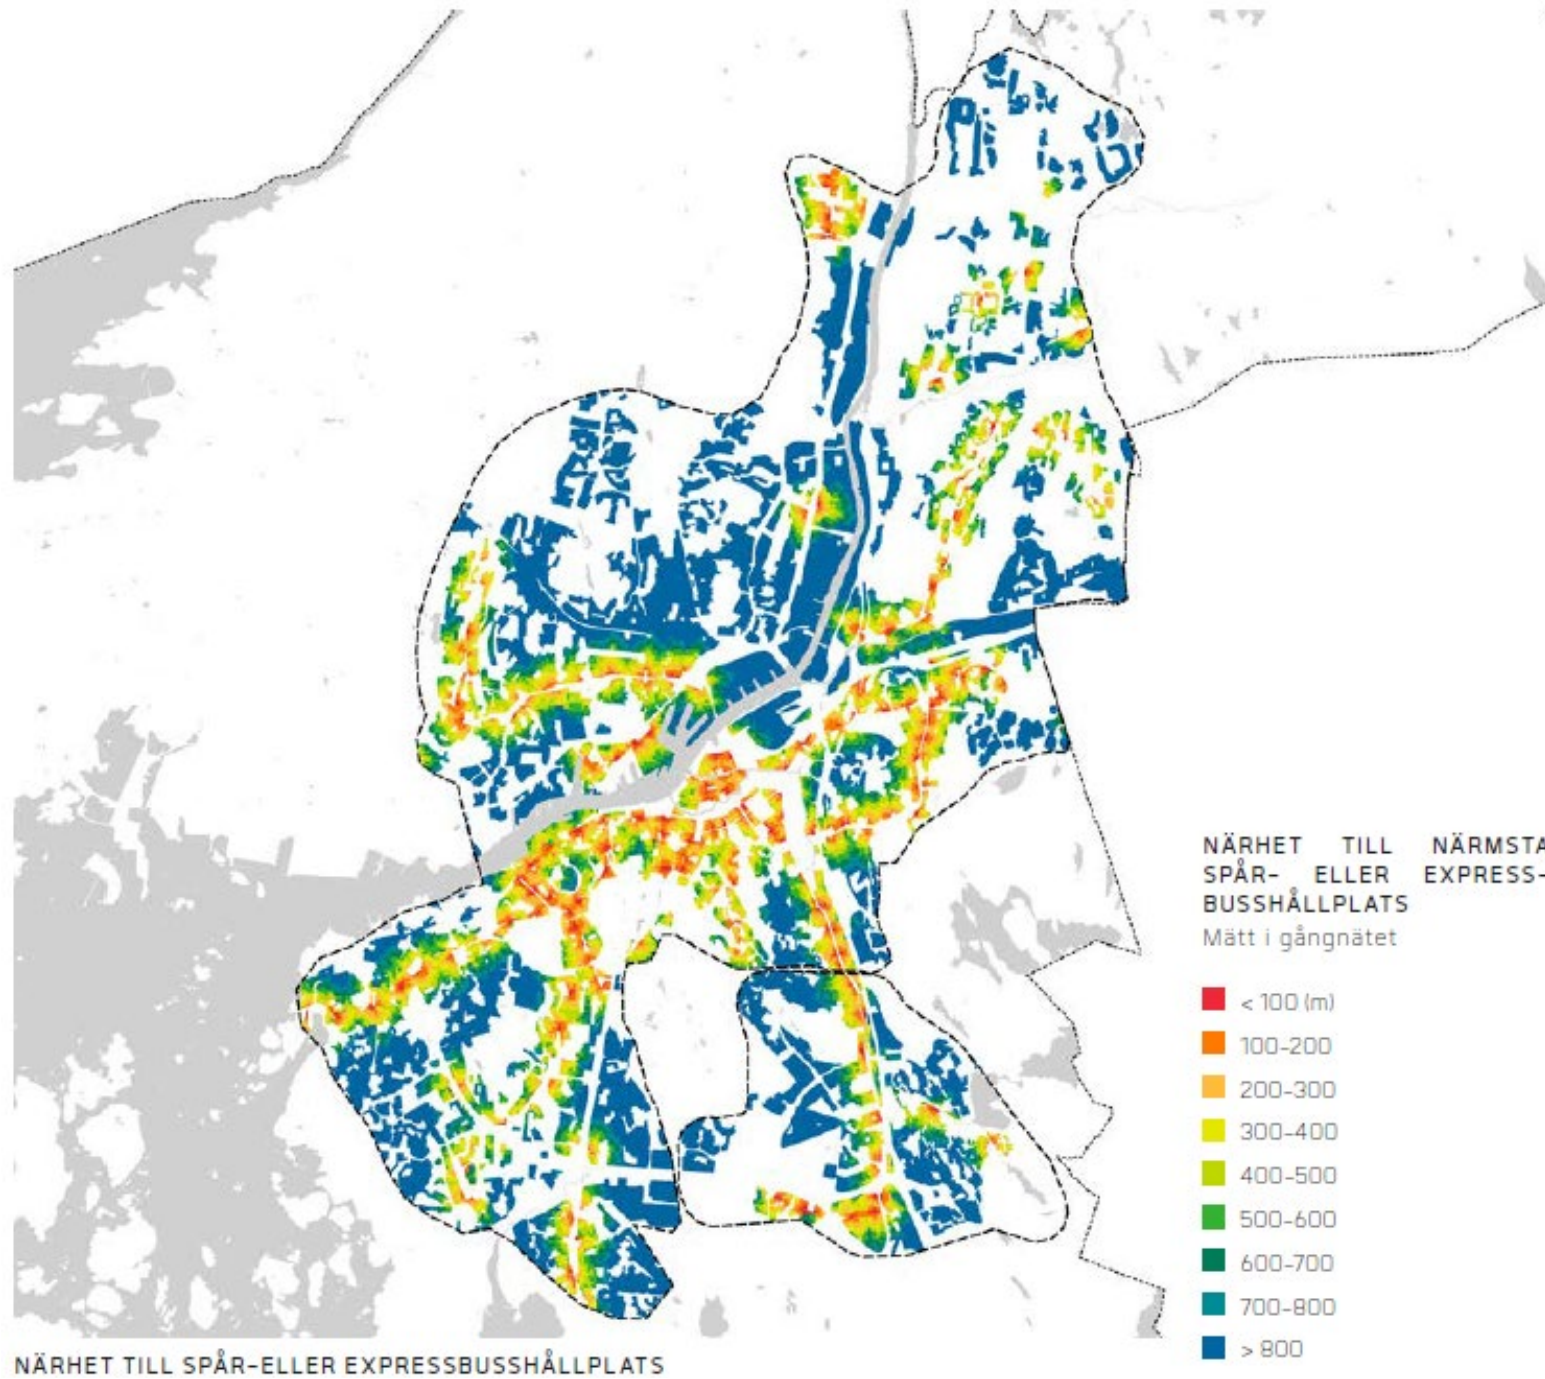 NÄRHET TILL NÄRMSTA
SPÅR- ELLER EXPRESS-
BUSSHÅLLPLATS
Mätt i gångnätet
< 100 (m)
100-200
200-300
300-400
400-500
500-600
600-700
700-800
> 800
NÄRHET TILL SPÅR-ELLER EXPRESSBUSSHÅLLPLATS